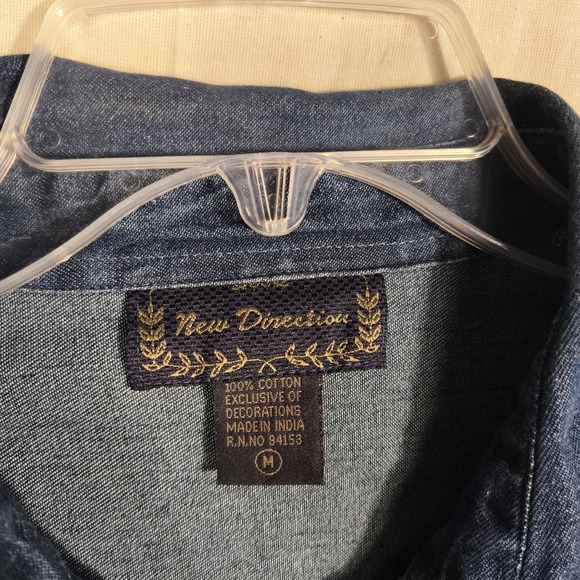 New Direction
100% COTTON
EXCLUSIVE OF
DECORATIONS
MADE IN INDIA
R.N.NO 94153
M